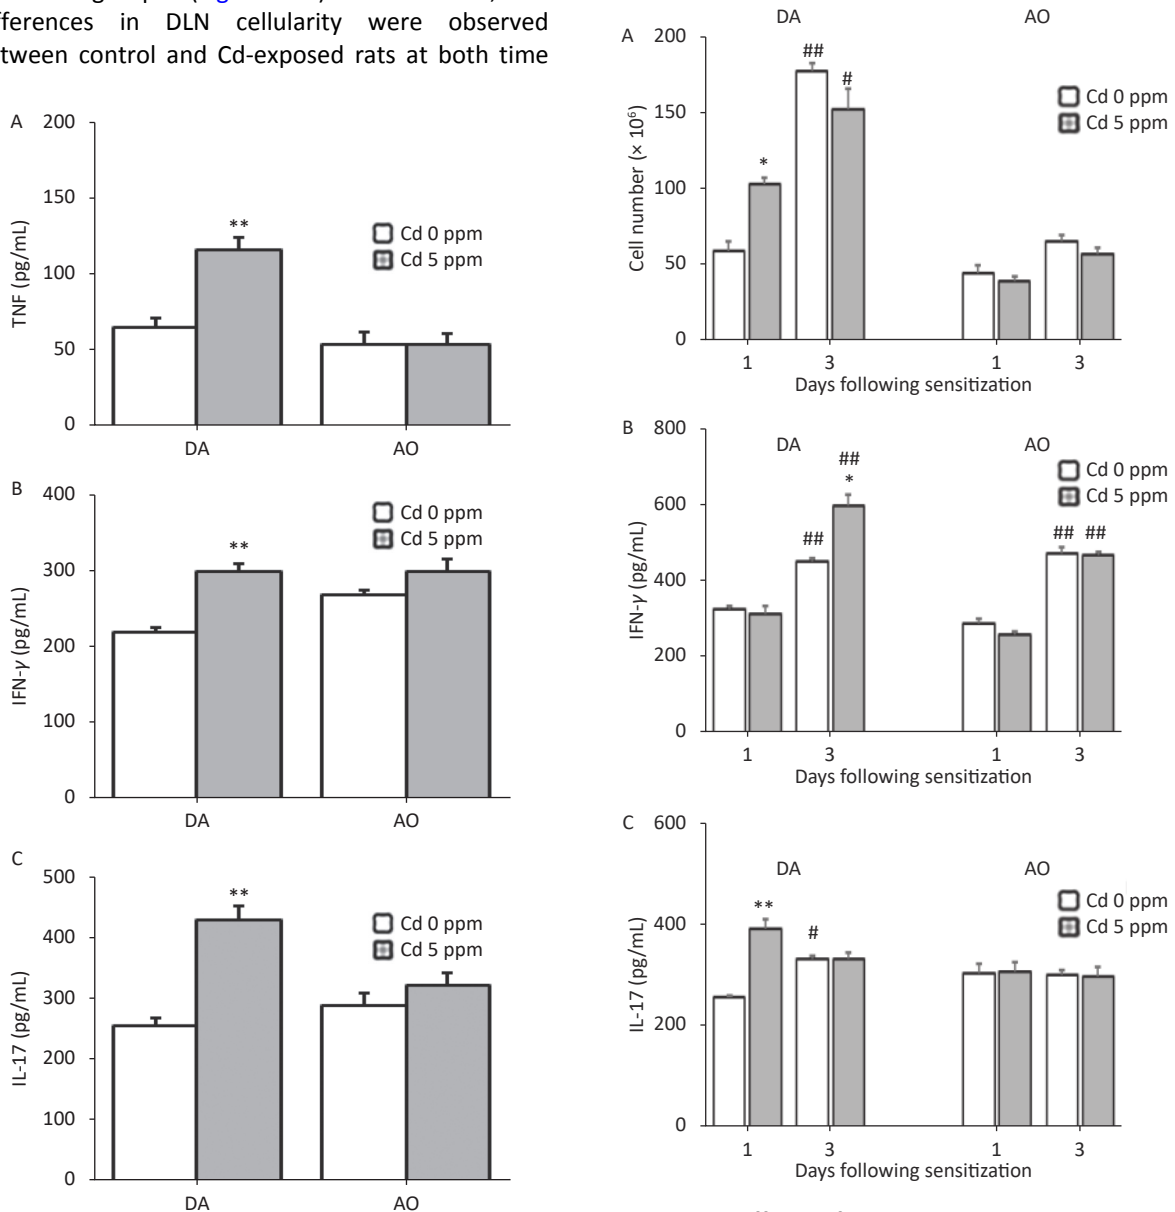 fferences in DLN cellularity were observed
tween control and Cd-exposed rats at both time
A
200
150
100
50
0
TNF (pg/mL)
**
Cd 0 ppm
Cd 5 ppm
DA
AO
B
400
300
200
100
0
IFN-γ (pg/mL)
**
Cd 0 ppm
Cd 5 ppm
DA
AO
C
500
400
300
200
100
0
IL-17 (pg/mL)
**
Cd 0 ppm
Cd 5 ppm
DA
AO
DA
AO
A
200
150
100
50
0
Cell number (× 10⁶)
*
##
#
Cd 0 ppm
Cd 5 ppm
1
3
1
3
Days following sensitization
B
800
600
400
200
0
IFN-γ (pg/mL)
DA
AO
##
##
*
##
##
Cd 0 ppm
Cd 5 ppm
1
3
1
3
Days following sensitization
C
600
400
200
0
IL-17 (pg/mL)
DA
AO
**
#
Cd 0 ppm
Cd 5 ppm
1
3
1
3
Days following sensitization